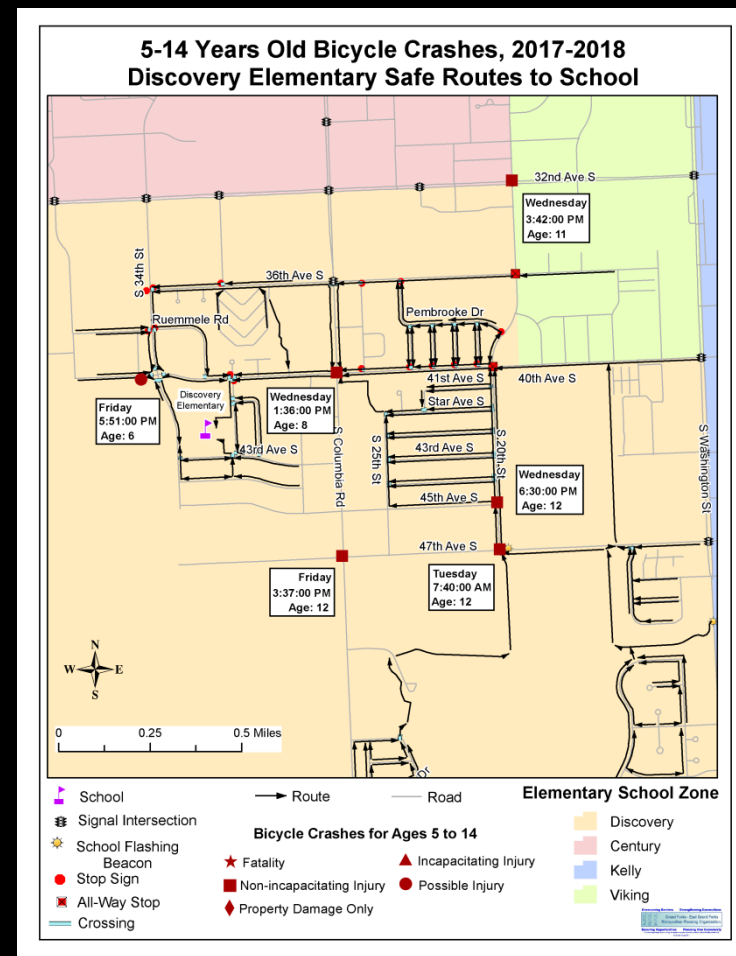 5-14 Years Old Bicycle Crashes, 2017-2018
Discovery Elementary Safe Routes to School
32nd Ave S
Wednesday
3:42:00 PM
Age: 11
S 34th St
36th Ave S
Ruemmele Rd
Pembrooke Dr
41st Ave S
40th Ave S
Discovery
Elementary
Wednesday
1:36:00 PM
Age: 8
Star Ave S
Friday
5:51:00 PM
Age: 6
43rd Ave S
S Columbia Rd
S 25th St
43rd Ave S
S 20th St
S Washington St
Wednesday
6:30:00 PM
Age: 12
45th Ave S
47th Ave S
Friday
3:37:00 PM
Age: 12
Tuesday
7:40:00 AM
Age: 12
N
W E
S
0 0.25 0.5 Miles
Dr
School
Route
Road
Elementary School Zone
Signal Intersection
School Flashing
Beacon
Stop Sign
All-Way Stop
Crossing
Bicycle Crashes for Ages 5 to 14
Fatality
Incapacitating Injury
Non-incapacitating Injury
Possible Injury
Property Damage Only
Discovery
Century
Kelly
Viking